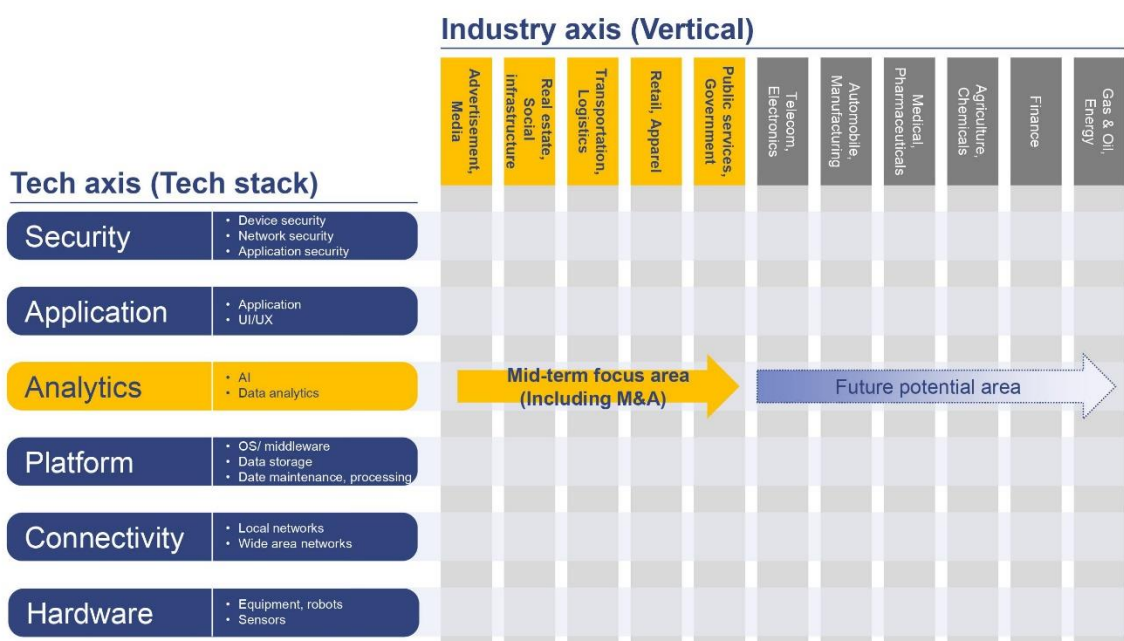 Industry axis (Vertical)
Advertisement,
Media
Real estate,
Social
infrastructure
Transportation,
Logistics
Retail, Apparel
Public services,
Government
Telecom,
Electronics
Automobile,
Manufacturing
Medical,
Pharmaceuticals
Agriculture,
Chemicals
Finance
Gas & Oil,
Energy
Tech axis (Tech stack)
Security
• Device security
• Network security
• Application security
Application
• Application
• UI/UX
Analytics
• AI
• Data analytics
Mid-term focus area
(Including M&A)
Future potential area
Platform
• OS/ middleware
• Data storage
• Date maintenance, processing
Connectivity
• Local networks
• Wide area networks
Hardware
• Equipment, robots
• Sensors